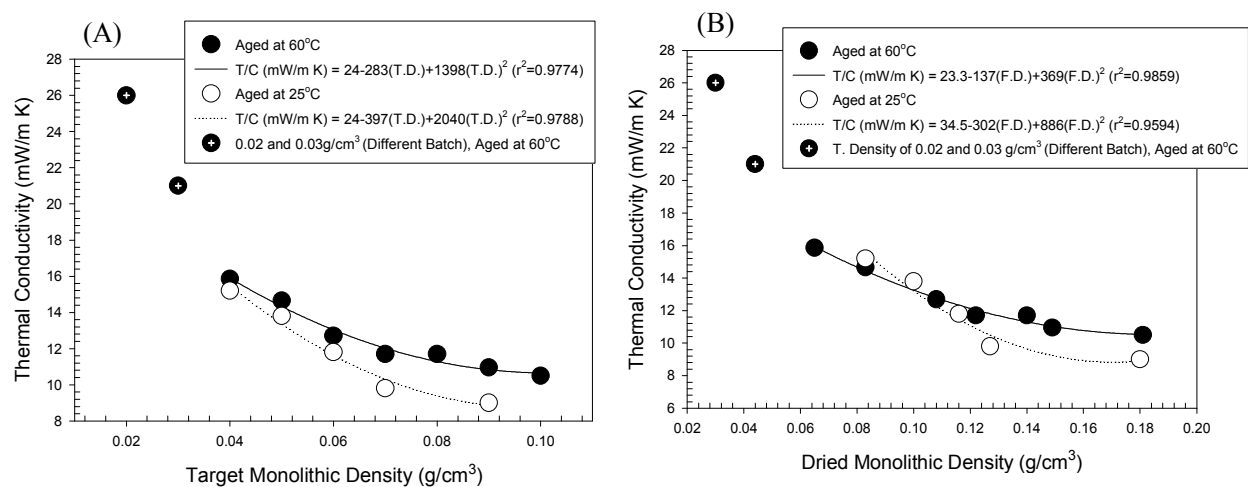 (A)
Aged at 60°C
T/C (mW/m K) = 24-283(T.D.)+1398(T.D.)² (r²=0.9774)
Aged at 25°C
T/C (mW/m K) = 24-397(T.D.)+2040(T.D.)² (r²=0.9788)
0.02 and 0.03g/cm³ (Different Batch), Aged at 60°C
Thermal Conductivity (mW/m K)
28
26
24
22
20
18
16
14
12
10
8
0.02 0.04 0.06 0.08 0.10
Target Monolithic Density (g/cm³)
(B)
Aged at 60°C
T/C (mW/m K) = 23.3-137(F.D.)+369(F.D.)² (r²=0.9859)
Aged at 25°C
T/C (mW/m K) = 34.5-302(F.D.)+886(F.D.)² (r²=0.9594)
T. Density of 0.02 and 0.03 g/cm³ (Different Batch), Aged at 60°C
Thermal Conductivity (mW/m K)
28
26
24
22
20
18
16
14
12
10
8
6
0.02 0.04 0.06 0.08 0.10 0.12 0.14 0.16 0.18 0.20
Dried Monolithic Density (g/cm³)